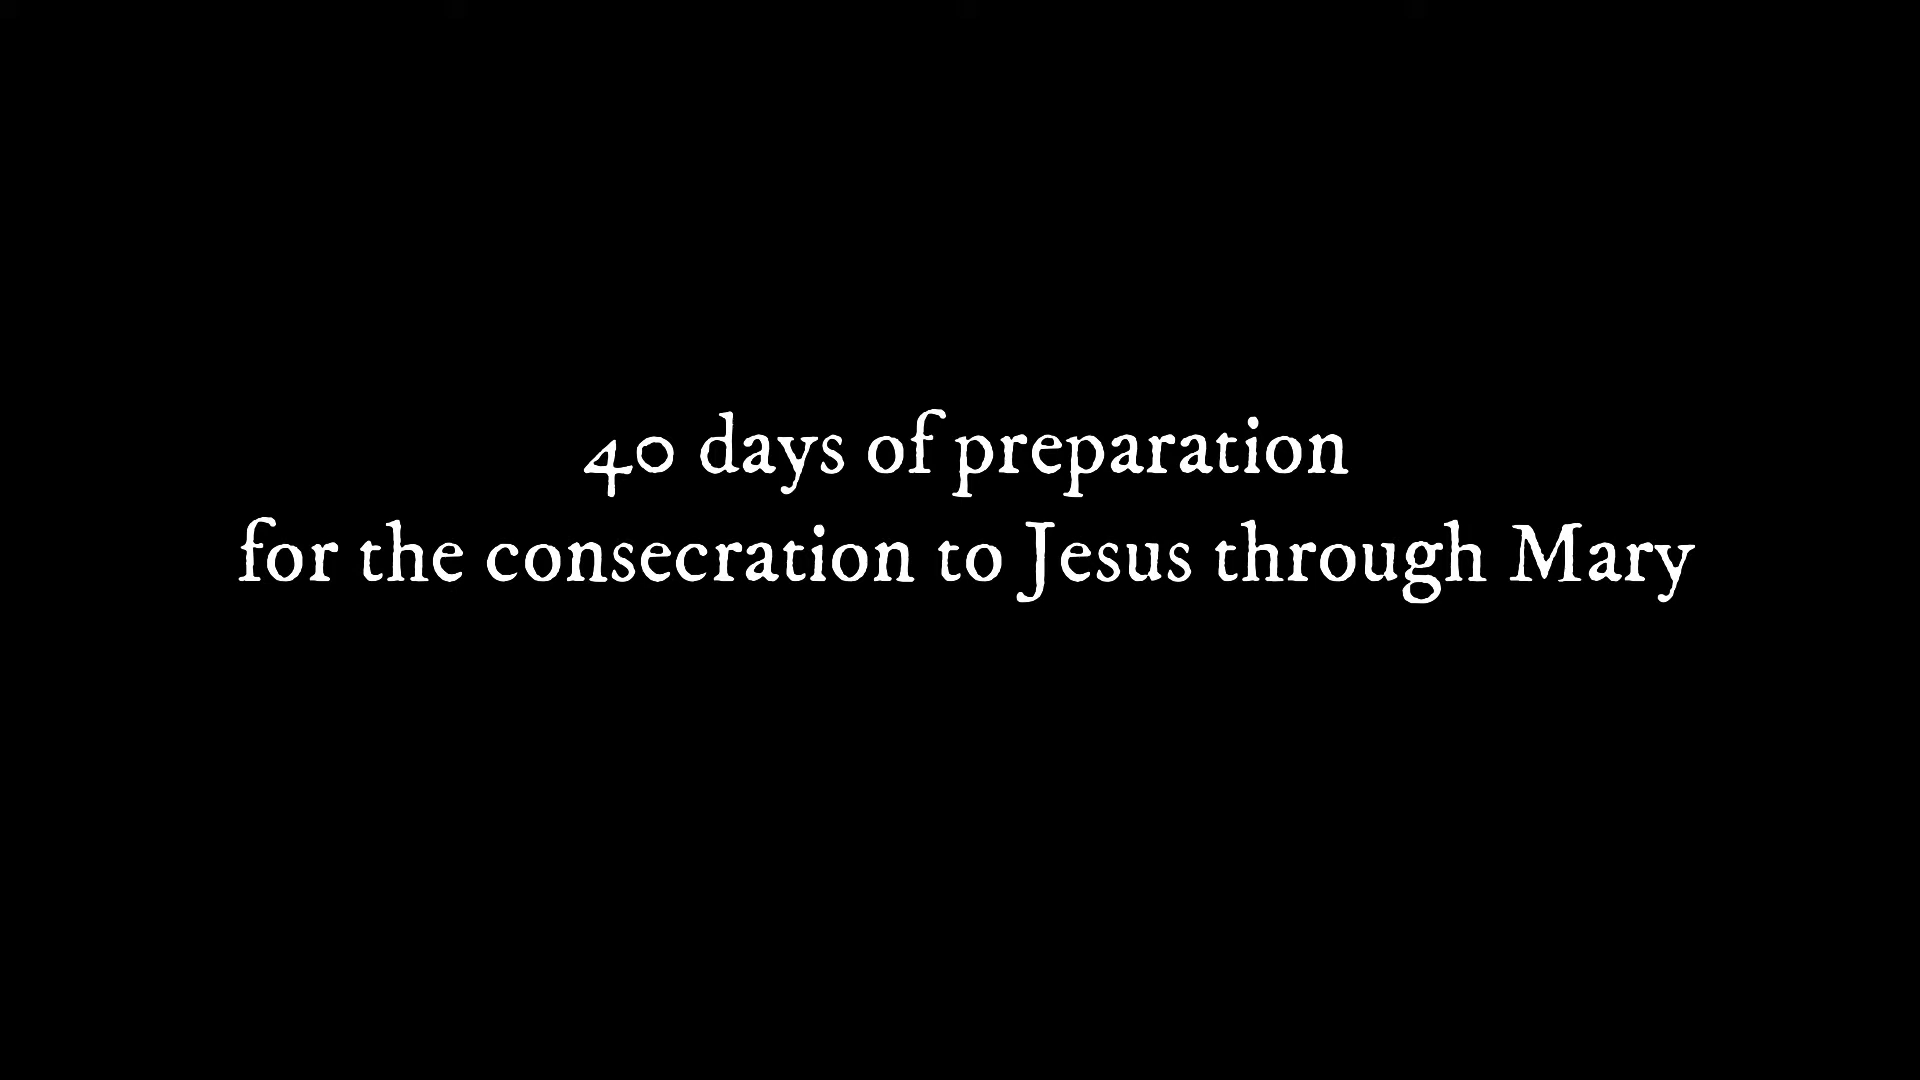 40 days of preparation
for the consecration to Jesus through Mary